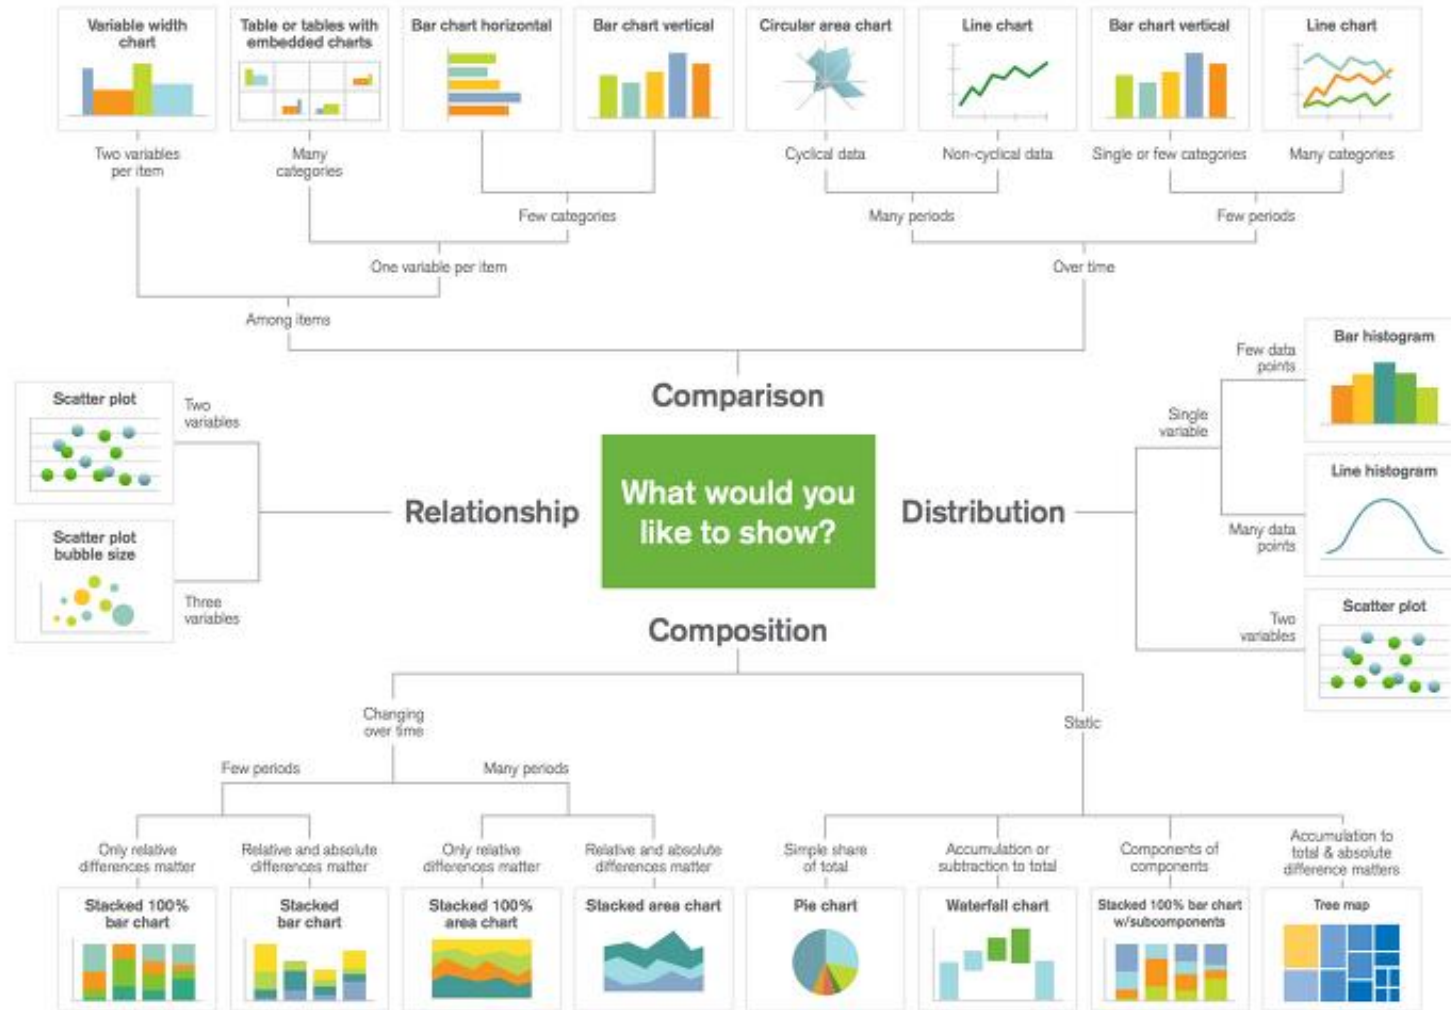 Variable width
chart
Table or tables with
embedded charts
Bar chart horizontal
Bar chart vertical
Circular area chart
Line chart
Bar chart vertical
Line chart
Two variables
per item
Many
categories
Cyclical data
Non-cyclical data
Single or few categories
Many categories
Few categories
Many periods
Few periods
One variable per item
Over time
Among items
Comparison
Scatter plot
Two
variables
Scatter plot
bubble size
Three
variables
Relationship
What would you
like to show?
Distribution
Single
variable
Few data
points
Bar histogram
Many data
points
Line histogram
Two
variables
Scatter plot
Composition
Changing
over time
Static
Few periods
Many periods
Only relative
differences matter
Relative and absolute
differences matter
Only relative
differences matter
Relative and absolute
differences matter
Simple share
of total
Accumulation or
subtraction to total
Components of
components
Accumulation to
total & absolute
difference matters
Stacked 100%
bar chart
Stacked
bar chart
Stacked 100%
area chart
Stacked area chart
Pie chart
Waterfall chart
Stacked 100% bar chart
w/subcomponents
Tree map